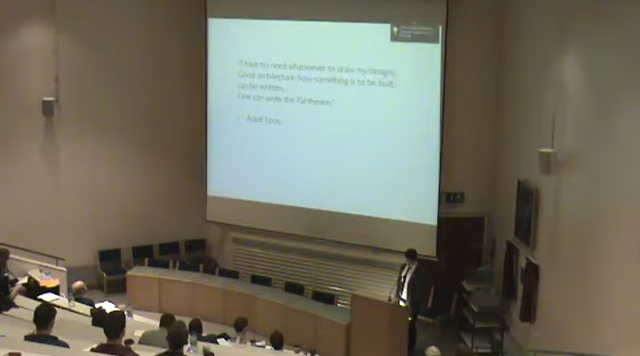 'I have no need whatsoever to draw my designs.
Good architecture how something is to be built,
can be written.
One can write the Parthenon.'
- Adolf Loos